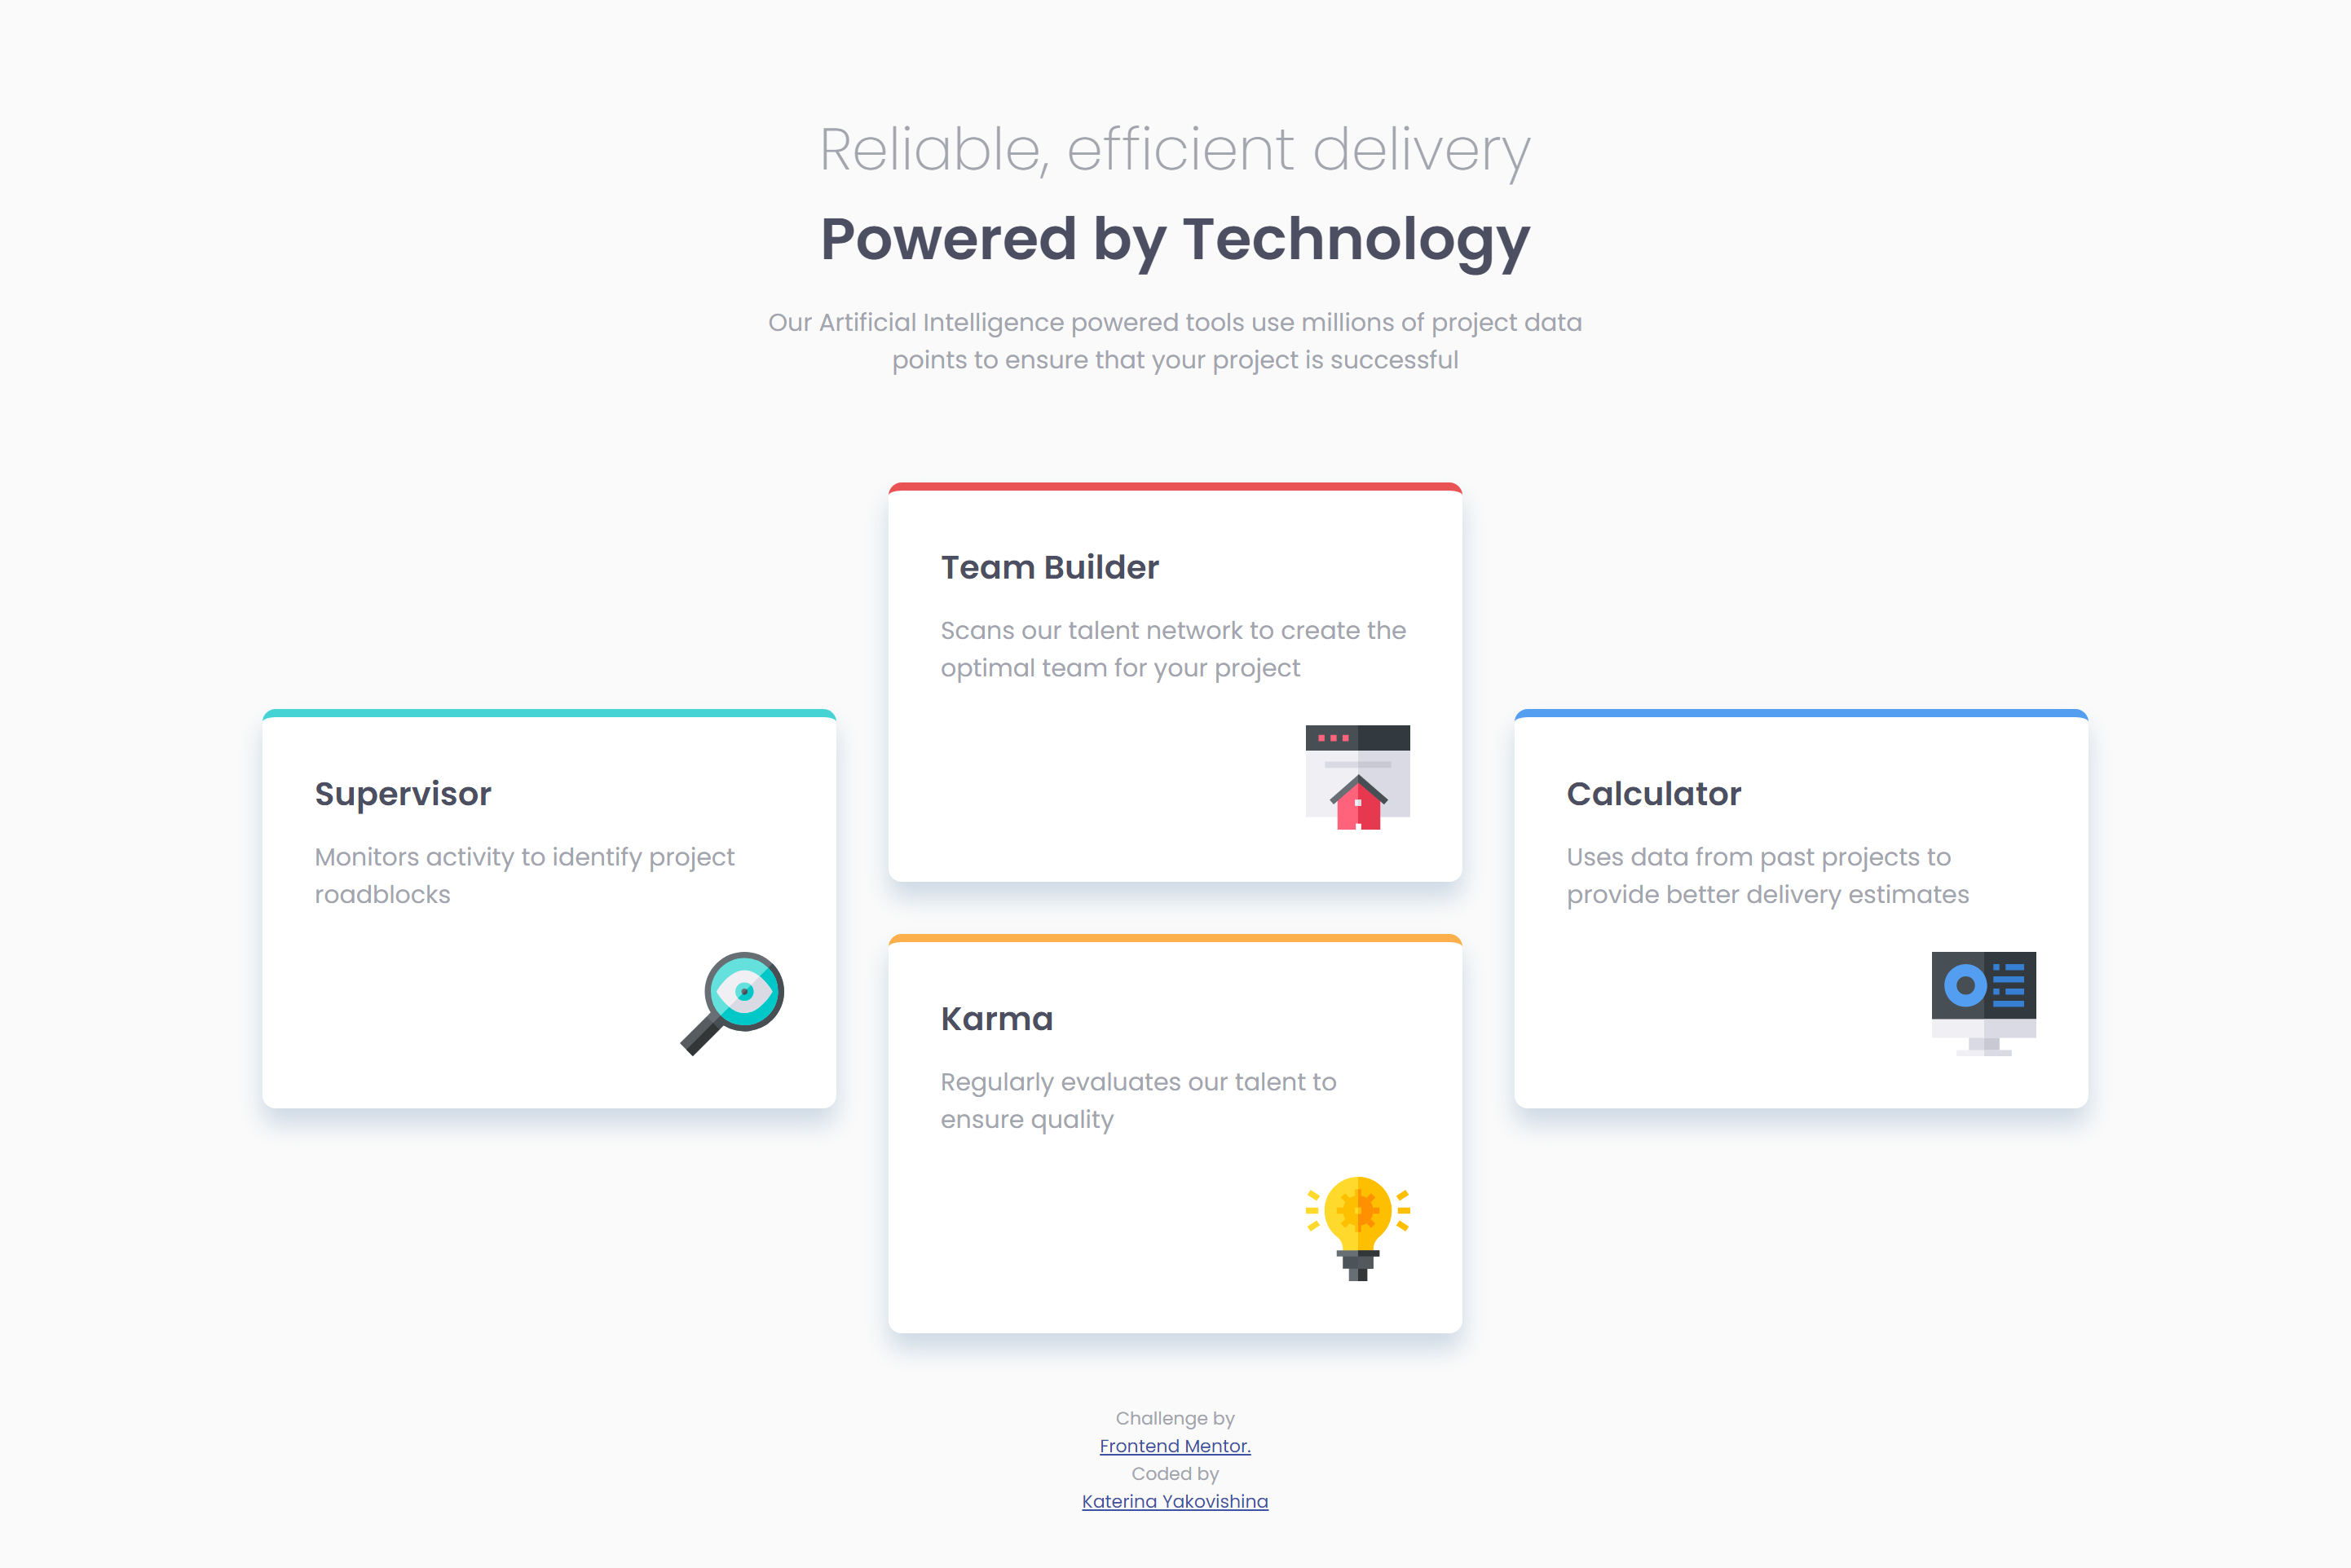 Reliable, efficient delivery
Powered by Technology
Our Artificial Intelligence powered tools use millions of project data
points to ensure that your project is successful
Supervisor
Monitors activity to identify project
roadblocks
Team Builder
Scans our talent network to create the
optimal team for your project
Karma
Regularly evaluates our talent to
ensure quality
Calculator
Uses data from past projects to
provide better delivery estimates
Challenge by
Frontend Mentor.
Coded by
Katerina Yakovishina